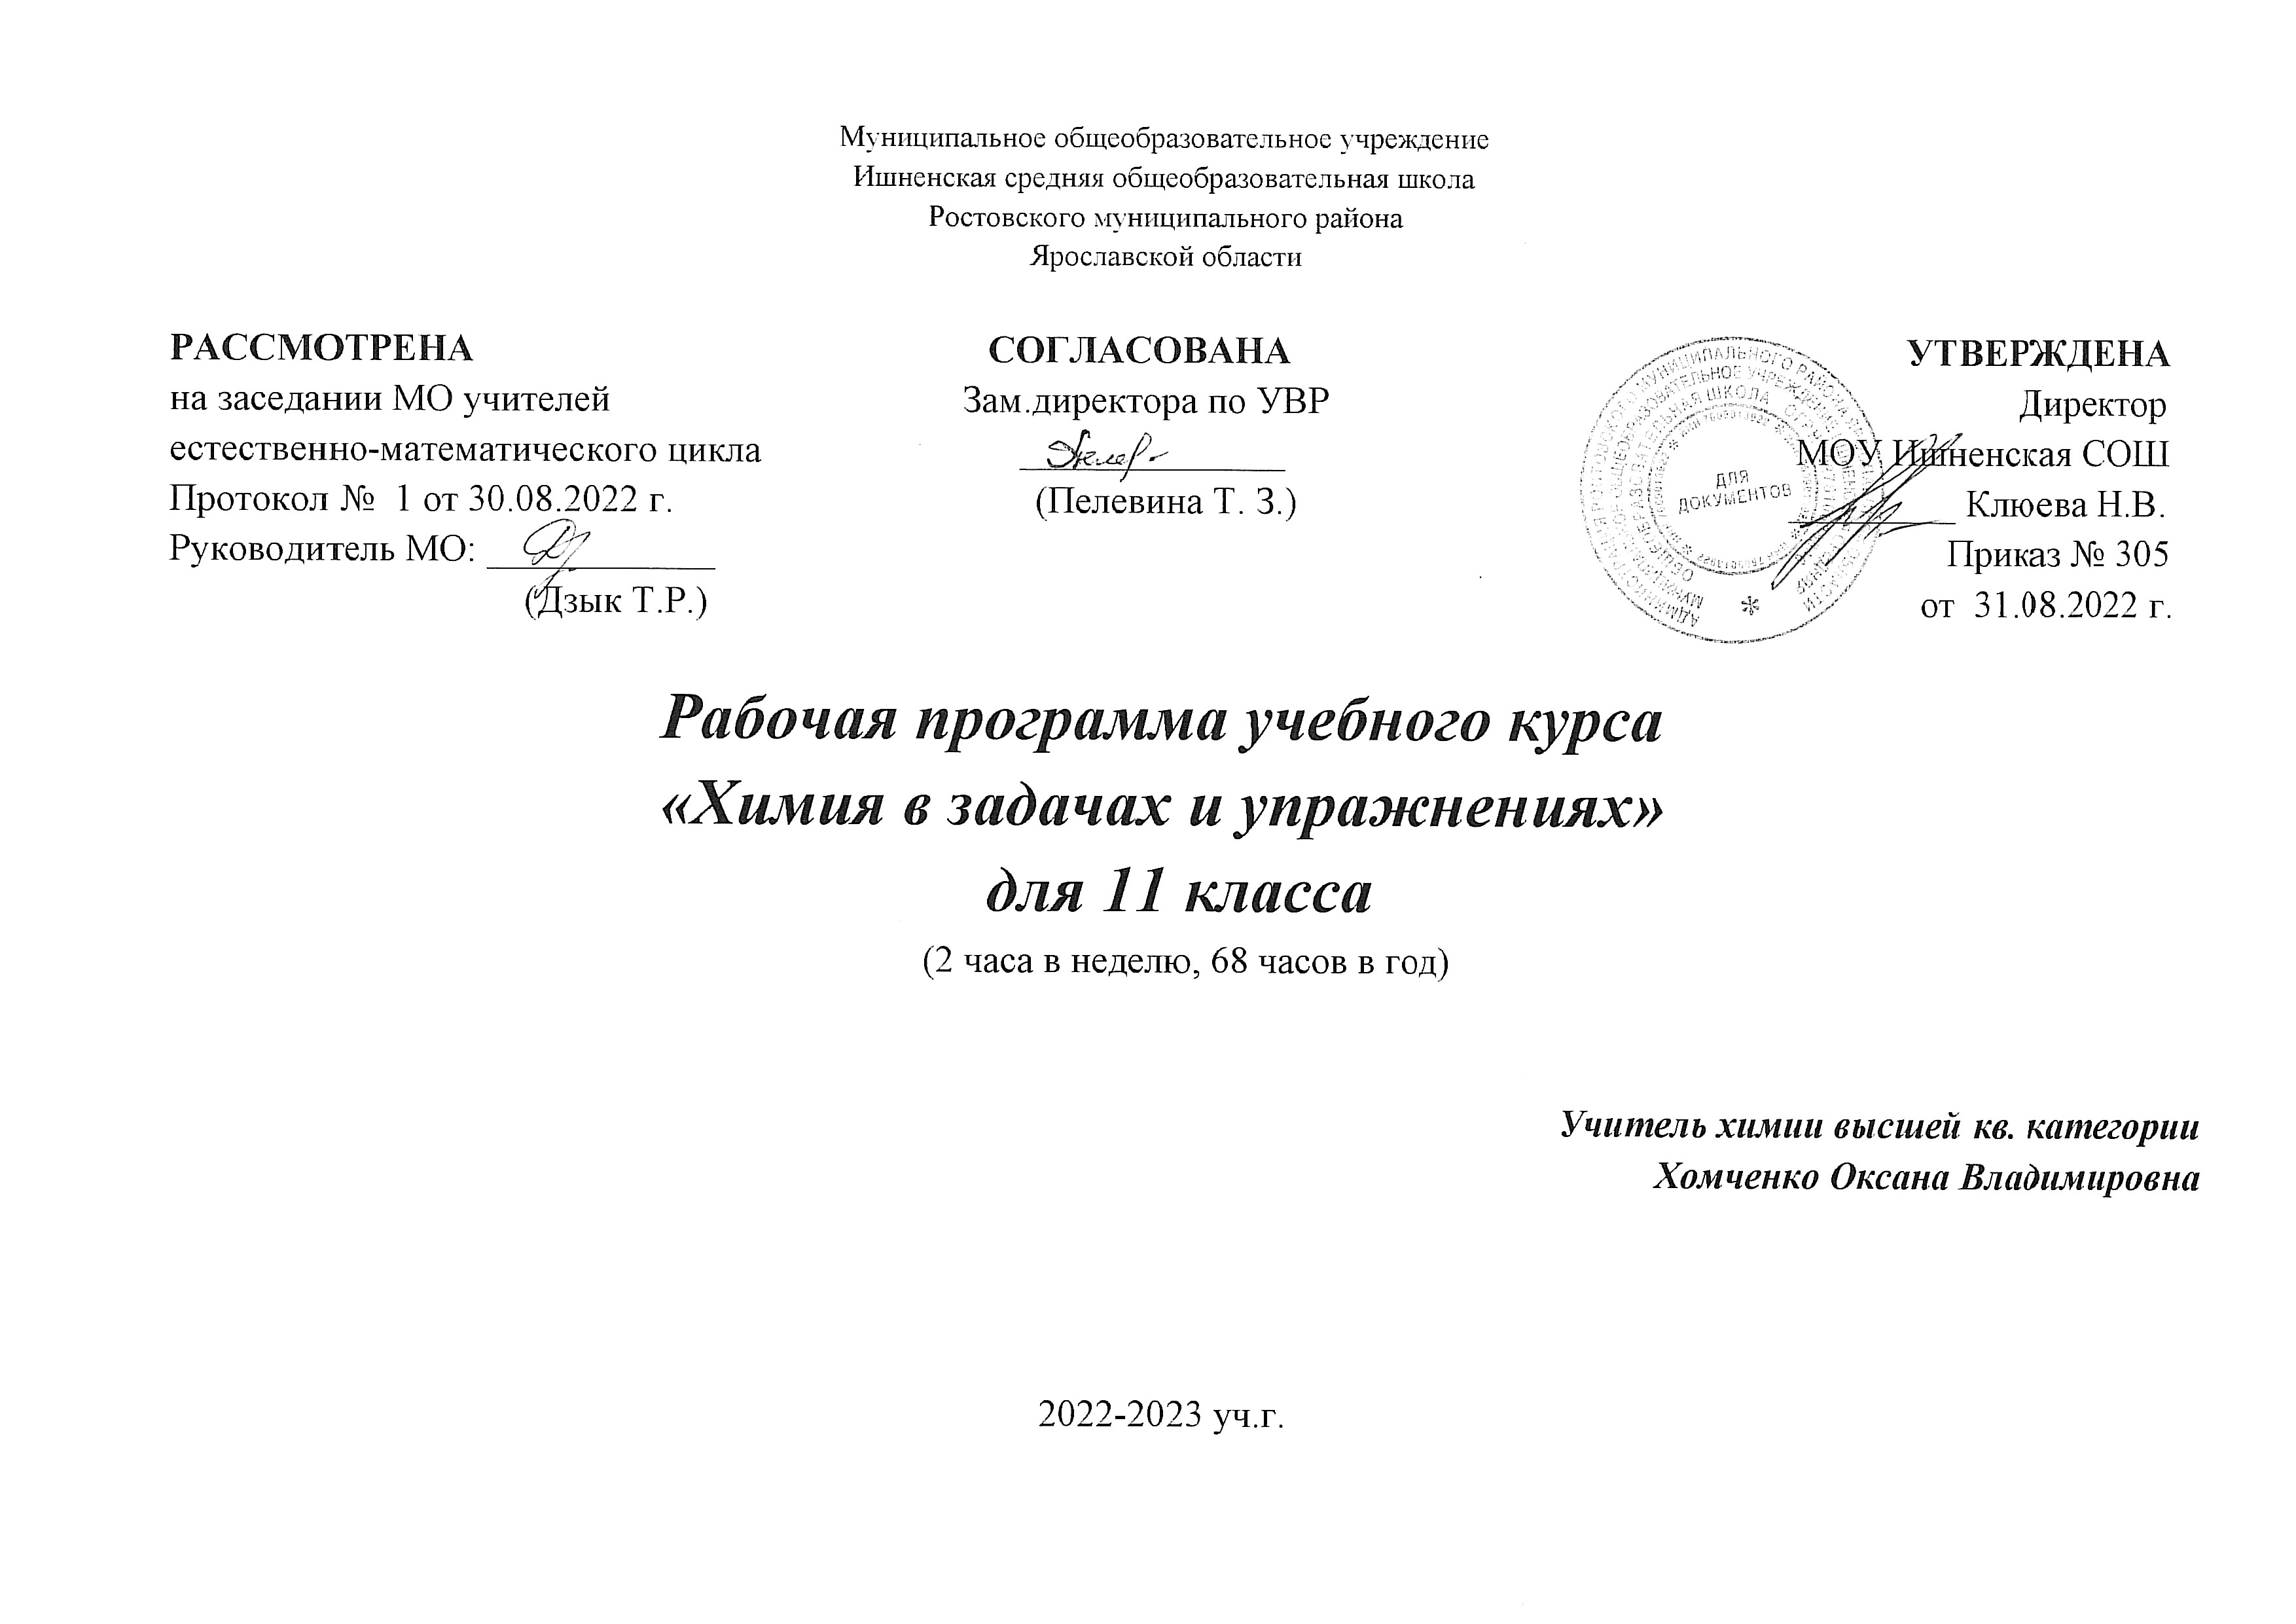 Муниципальное общеобразовательное учреждение
Ишненская средняя общеобразовательная школа
Ростовского муниципального района
Ярославской области
РАССМОТРЕНА
на заседании МО учителей
естественно-математического цикла
Протокол № 1 от 30.08.2022 г.
Руководитель МО: ____________
(Дзык Т.Р.)
СОГЛАСОВАНА
Зам.директора по УВР
______________
(Пелевина Т. З.)
УТВЕРЖДЕНА
Директор
МОУ Ишненская СОШ
_________ Клюева Н.В.
Приказ № 305
от 31.08.2022 г.
ДЛЯ
ДОКУМЕНТОВ
Рабочая программа учебного курса
«Химия в задачах и упражнениях»
для 11 класса
(2 часа в неделю, 68 часов в год)
Учитель химии высшей кв. категории
Хомченко Оксана Владимировна
2022-2023 уч.г.